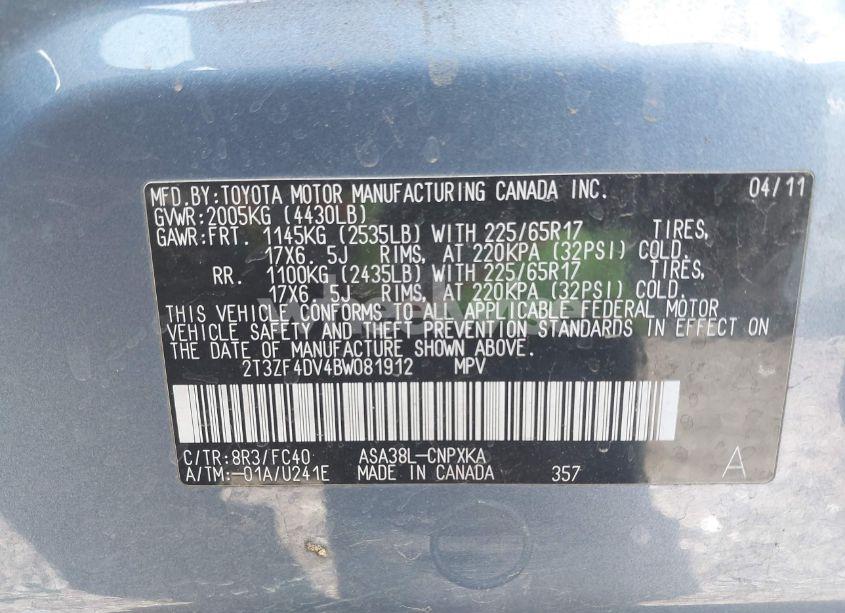 MFD.BY:TOYOTA MOTOR MANUFACTURING CANADA INC. 04/11
GVWR:2005KG (4430LB)
GAWR:FRT. 1145KG (2535LB) WITH 225/65R17 TIRES,
17X6. 5J RIMS, AT 220KPA (32PSI) COLD.
RR. 1100KG (2435LB) WITH 225/65R17 TIRES,
17X6. 5J RIMS, AT 220KPA (32PSI) COLD.
THIS VEHICLE CONFORMS TO ALL APPLICABLE FEDERAL MOTOR
VEHICLE SAFETY AND THEFT PREVENTION STANDARDS IN EFFECT ON
THE DATE OF MANUFACTURE SHOWN ABOVE.
2T3ZF4DV4BW081912 MPV
C/TR:8R3/FC40 ASA38L-CNPXKA
A/TM:-01A/U241E MADE IN CANADA 357 A